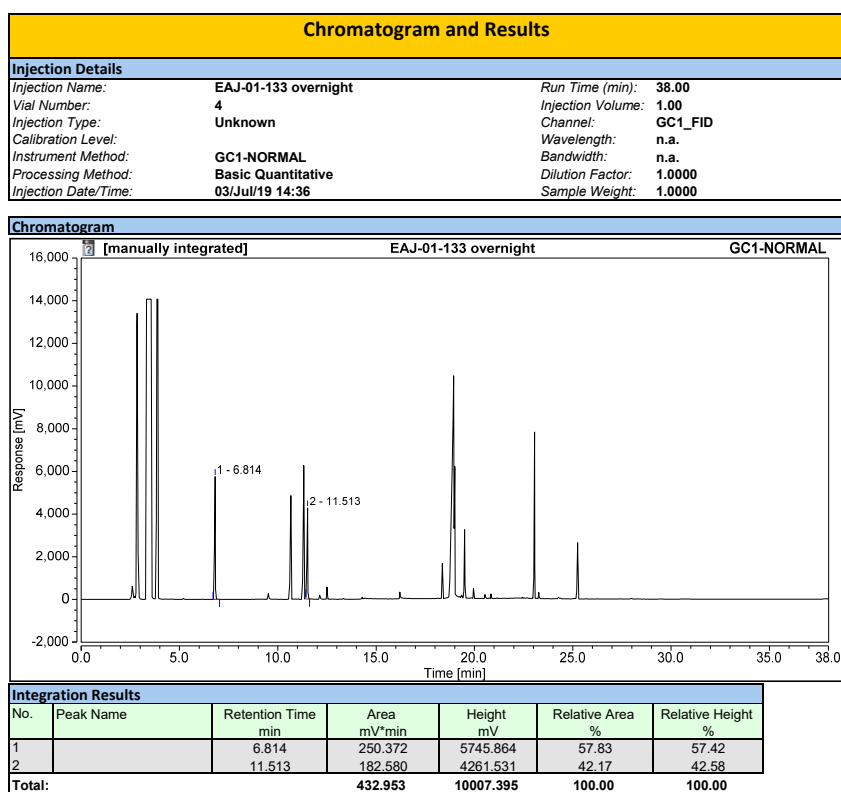 Chromatogram and Results
Injection Details
Injection Name: EAJ-01-133 overnight Run Time (min): 38.00
Vial Number: 4 Injection Volume: 1.00
Injection Type: Unknown Channel: GC1_FID
Calibration Level: Wavelength: n.a.
Instrument Method: GC1-NORMAL Bandwidth: n.a.
Processing Method: Basic Quantitative Dilution Factor: 1.0000
Injection Date/Time: 03/Jul/19 14:36 Sample Weight: 1.0000
Chromatogram
? [manually integrated] EAJ-01-133 overnight GC1-NORMAL
16,000
14,000
12,000
10,000
8,000
6,000
4,000
2,000
0
-2,000
Response [mV]
1 - 6.814
2 - 11.513
0.0 5.0 10.0 15.0 20.0 25.0 30.0 35.0 38.0
Time [min]
Integration Results
No. Peak Name Retention Time Area Height Relative Area Relative Height
min mV*min mV % %
1 6.814 250.372 5745.864 57.83 57.42
2 11.513 182.580 4261.531 42.17 42.58
Total: 432.953 10007.395 100.00 100.00